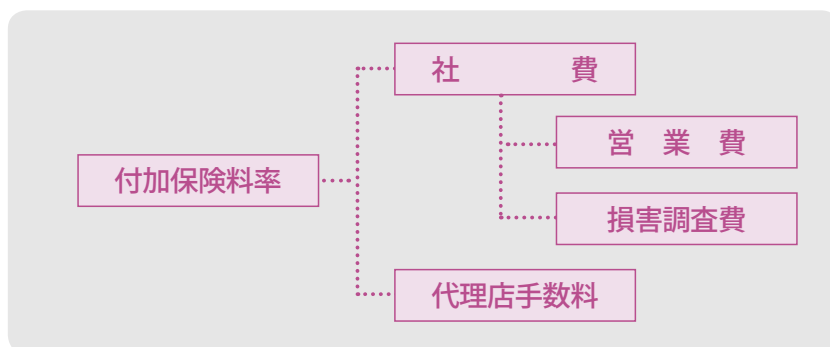 社費
営業費
付加保険料率
損害調査費
代理店手数料